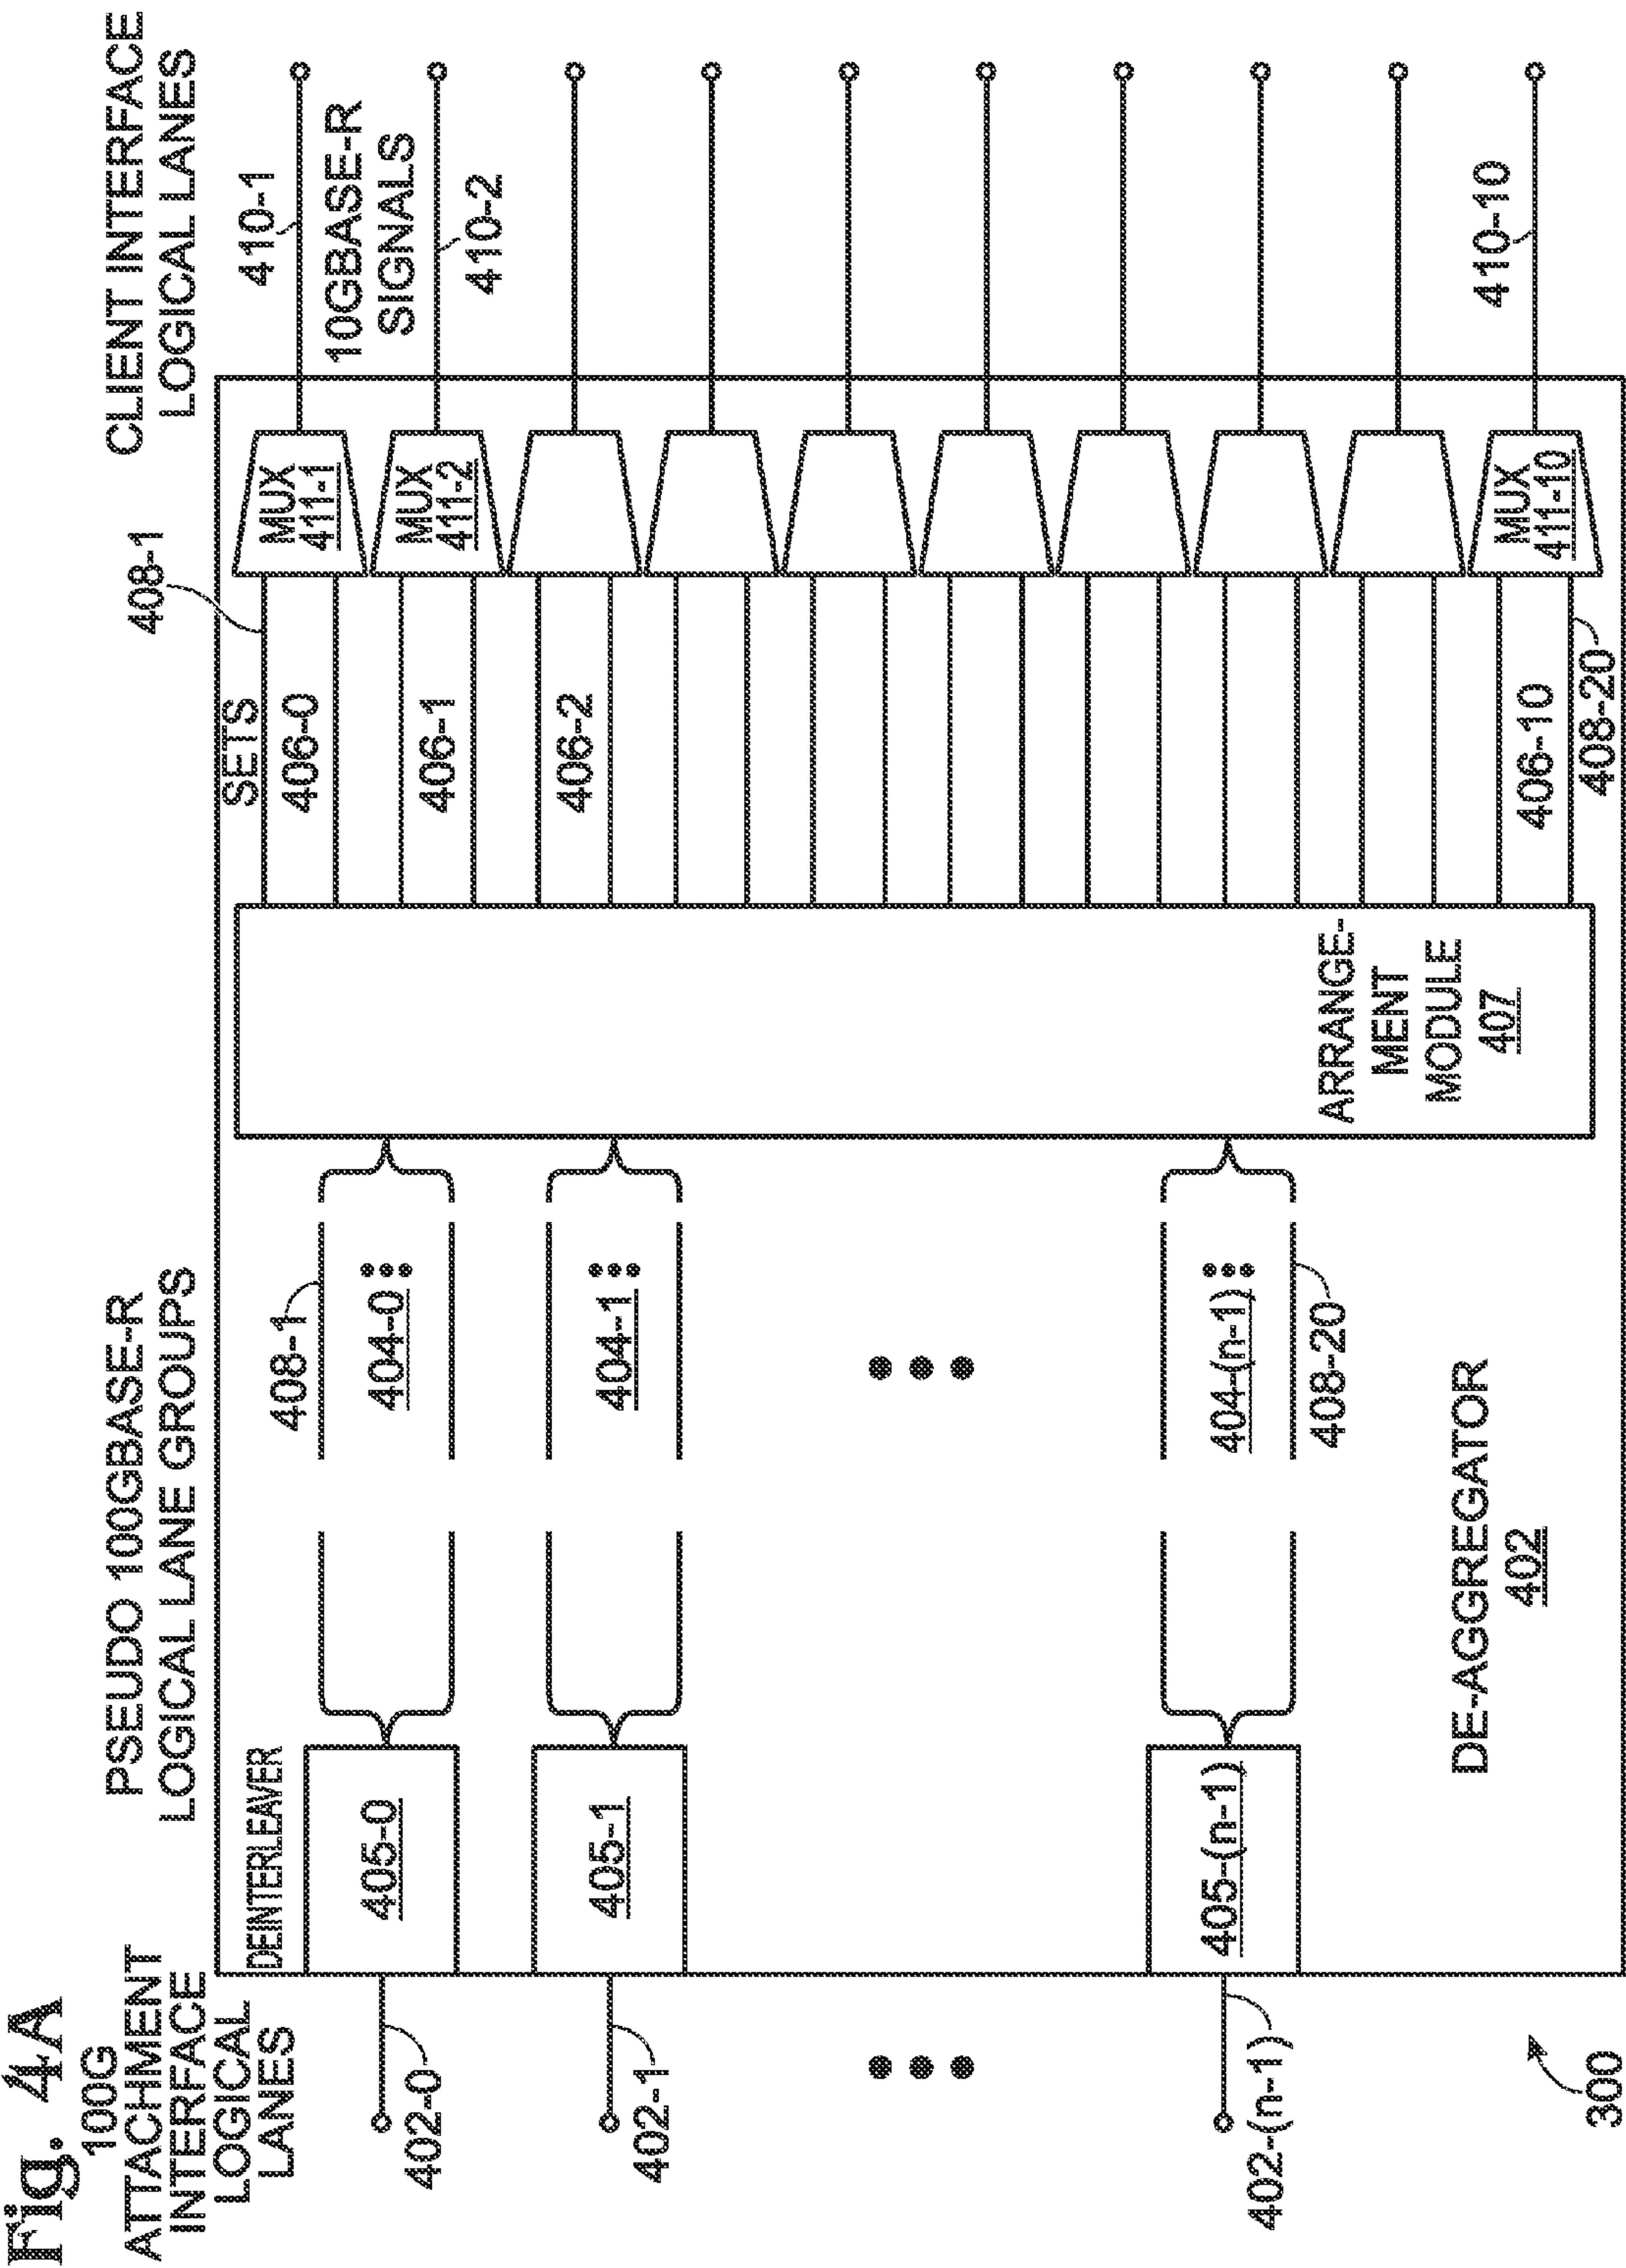 Fig. 4A
100G
ATTACHMENT
INTERFACE
LOGICAL
LANES
PSEUDO 100GBASE-R
LOGICAL LANE GROUPS
CLIENT INTERFACE
LOGICAL LANES
DEINTERLEAVER
405-0
402-0
405-1
402-1
405-(n-1)
402-(n-1)
408-1
404-0
404-1
404-(n-1)
408-20
DE-AGGREGATOR
402
ARRANGE-
MENT
MODULE
407
SETS
408-1
406-0
406-1
406-2
406-10
408-20
MUX
411-1
MUX
411-2
MUX
411-10
410-1
10GBASE-R
SIGNALS
410-2
410-10
300